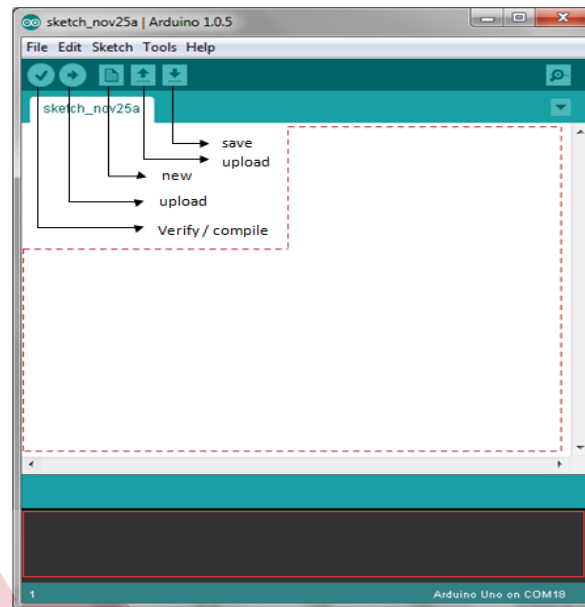 sketch_nov25a | Arduino 1.0.5
File Edit Sketch Tools Help
sketch_nov25a
save
upload
new
upload
Verify / compile
1
Arduino Uno on COM18